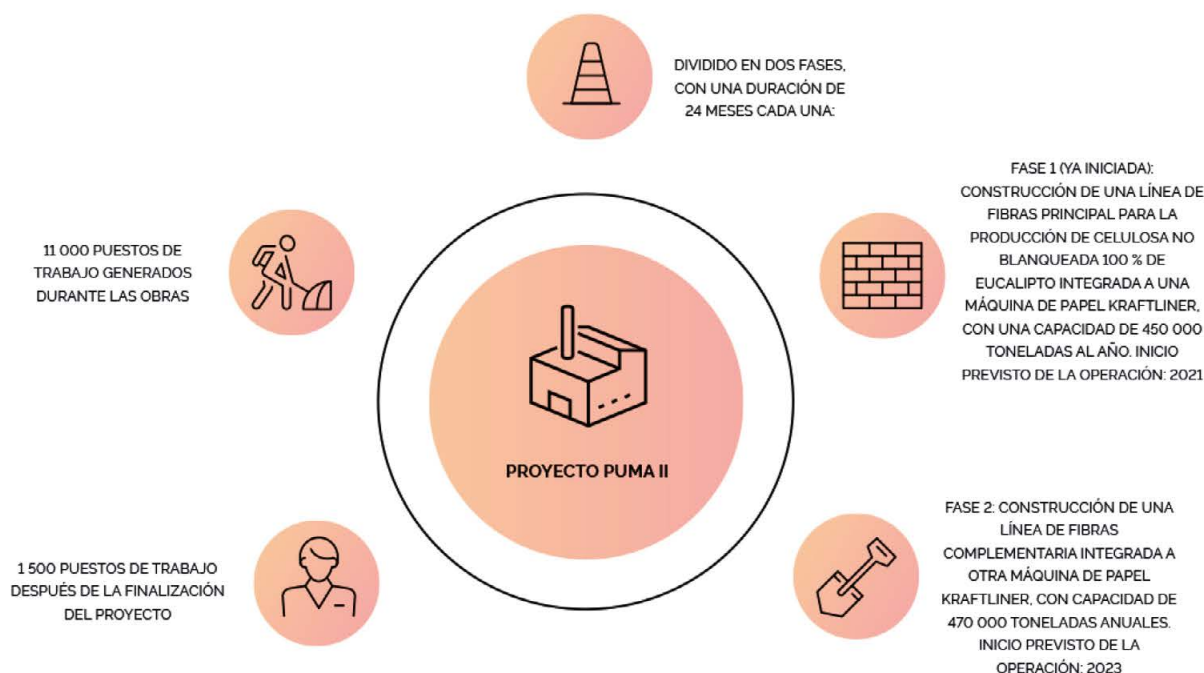 DIVIDIDO EN DOS FASES,
CON UNA DURACIÓN DE
24 MESES CADA UNA:
FASE 1 (YA INICIADA):
CONSTRUCCIÓN DE UNA LÍNEA DE
FIBRAS PRINCIPAL PARA LA
PRODUCCIÓN DE CELULOSA NO
BLANQUEADA 100 % DE
EUCALIPTO INTEGRADA A UNA
MÁQUINA DE PAPEL KRAFTLINER,
CON UNA CAPACIDAD DE 450 000
TONELADAS AL AÑO. INICIO
PREVISTO DE LA OPERACIÓN: 2021
11 000 PUESTOS DE
TRABAJO GENERADOS
DURANTE LAS OBRAS
PROYECTO PUMA II
FASE 2: CONSTRUCCIÓN DE UNA
LÍNEA DE FIBRAS
COMPLEMENTARIA INTEGRADA A
OTRA MÁQUINA DE PAPEL
KRAFTLINER, CON CAPACIDAD DE
470 000 TONELADAS ANUALES.
INICIO PREVISTO DE LA
OPERACIÓN: 2023
1 500 PUESTOS DE TRABAJO
DESPUÉS DE LA FINALIZACIÓN
DEL PROYECTO